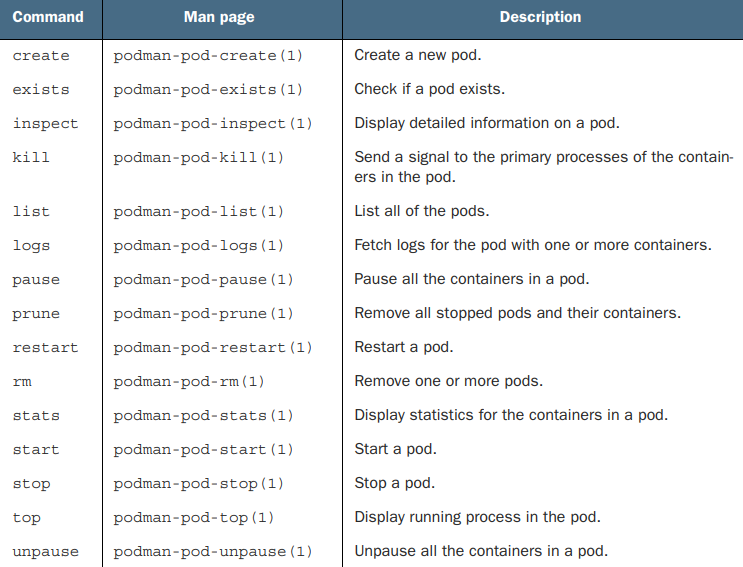 Command Man page Description
create podman-pod-create(1) Create a new pod.
exists podman-pod-exists(1) Check if a pod exists.
inspect podman-pod-inspect(1) Display detailed information on a pod.
kill podman-pod-kill(1) Send a signal to the primary processes of the contain-
ers in the pod.
list podman-pod-list(1) List all of the pods.
logs podman-pod-logs(1) Fetch logs for the pod with one or more containers.
pause podman-pod-pause(1) Pause all the containers in a pod.
prune podman-pod-prune(1) Remove all stopped pods and their containers.
restart podman-pod-restart(1) Restart a pod.
rm podman-pod-rm(1) Remove one or more pods.
stats podman-pod-stats(1) Display statistics for the containers in a pod.
start podman-pod-start(1) Start a pod.
stop podman-pod-stop(1) Stop a pod.
top podman-pod-top(1) Display running process in the pod.
unpause podman-pod-unpause(1) Unpause all the containers in a pod.